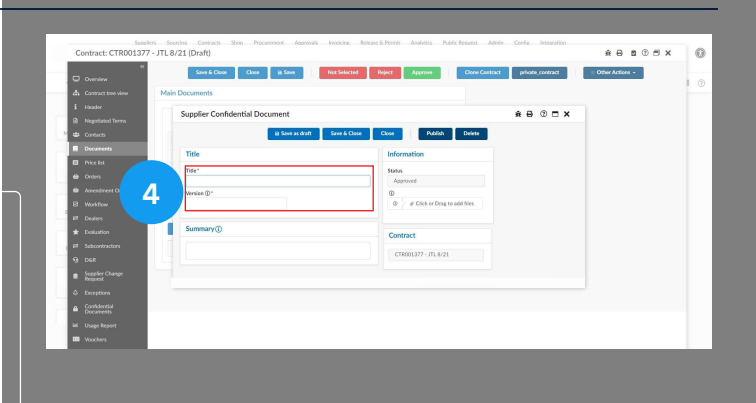 Suppliers Sourcing Contracts Shop Procurement Approvals Invoicing Release & Permit Analytics Public Request Admin Config Integration
Contract: CTR001377 - JTL 8/21 (Draft)
Save & Close Close Save Not Selected Reject Approve Clone Contract private_contract Other Actions
Overview
Contract tree view
Header
Negotiated Terms
Contacts
Documents
Price list
Orders
Amendment
Workflow
Dealers
Evaluation
Subcontractors
D&R
Supplier Change Request
Exceptions
Confidential Documents
Usage Report
Vouchers
Main Documents
Supplier Confidential Document
Save as draft Save & Close Close Publish Delete
Title
Title*
Version ⓘ*
4
Summary ⓘ
Information
Status
Approved
Click or Drag to add files
Contract
CTR001377 - JTL 8/21